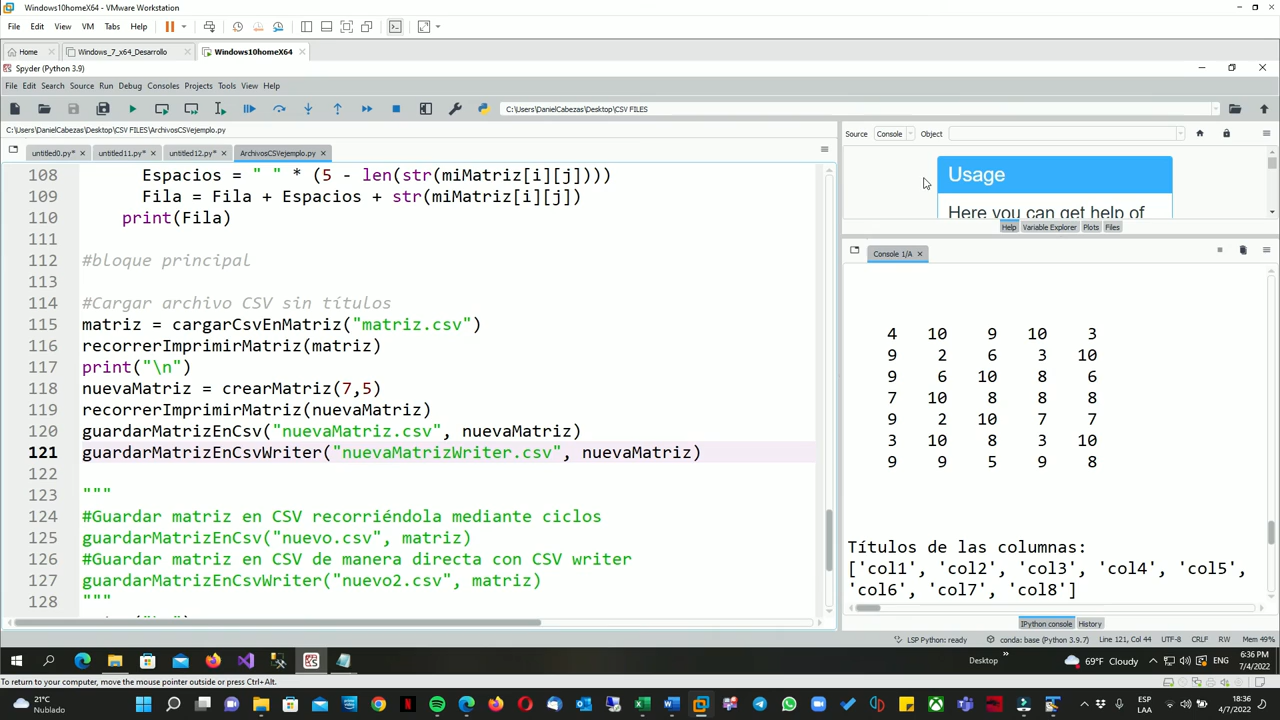 Windows10homeX64 - VMware Workstation
File Edit View VM Tabs Help
Home Windows_7_x64_Desarrollo Windows10homeX64
Spyder (Python 3.9)
File Edit Search Source Run Debug Consoles Projects Tools View Help
C:\Users\DanielCabezas\Desktop\CSV FILES
C:\Users\DanielCabezas\Desktop\CSV FILES\ArchivosCSVejemplo.py
Source Console Object
untitled0.py* untitled11.py* untitled12.py* ArchivosCSVejemplo.py
108 Espacios = " " * (5 - len(str(miMatriz[i][j])))
109 Fila = Fila + Espacios + str(miMatriz[i][j])
110 print(Fila)
111
112 #bloque principal
113
114 #Cargar archivo CSV sin títulos
115 matriz = cargarCsvEnMatriz("matriz.csv")
116 recorrerImprimirMatriz(matriz)
117 print("\n")
118 nuevaMatriz = crearMatriz(7,5)
119 recorrerImprimirMatriz(nuevaMatriz)
120 guardarMatrizEnCsv("nuevaMatriz.csv", nuevaMatriz)
121 guardarMatrizEnCsvWriter("nuevaMatrizWriter.csv", nuevaMatriz)
122
123 """
124 #Guardar matriz en CSV recorriéndola mediante ciclos
125 guardarMatrizEnCsv("nuevo.csv", matriz)
126 #Guardar matriz en CSV de manera directa con CSV writer
127 guardarMatrizEnCsvWriter("nuevo2.csv", matriz)
128 """
Usage
Here you can get help of
Help Variable Explorer Plots Files
Console 1/A
4 10 9 10 3
9 2 6 3 10
9 6 10 8 6
7 10 8 8 8
9 2 10 7 7
3 10 8 3 10
9 9 5 9 8
Títulos de las columnas:
['col1', 'col2', 'col3', 'col4', 'col5',
'col6', 'col7', 'col8']
IPython console History
LSP Python: ready conda: base (Python 3.9.7) Line 121, Col 44 UTF-8 CRLF RW Mem 49%
Desktop 69°F Cloudy ENG 6:36 PM
7/4/2022
To return to your computer, move the mouse pointer outside or press Ctrl+Alt.
21°C
Nublado
ESP
LAA
18:36
4/7/2022